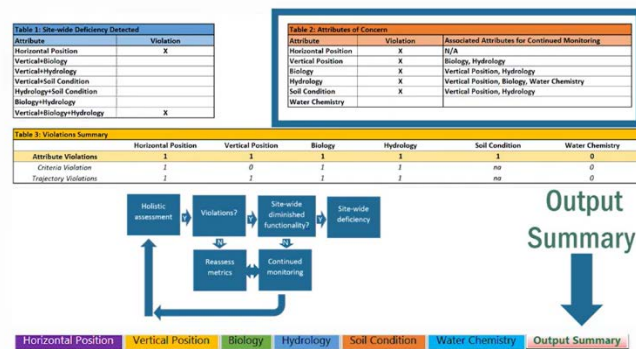 Table 1: Site-wide Deficiency Detected
Attribute Violation
Horizontal Position X
Vertical+Biology
Vertical+Hydrology
Vertical+Soil Condition
Hydrology+Soil Condition
Biology+Hydrology
Vertical+Biology+Hydrology X
Table 2: Attributes of Concern
Attribute Violation Associated Attributes for Continued Monitoring
Horizontal Position X N/A
Vertical Position X Biology, Hydrology
Biology X Vertical Position, Hydrology
Hydrology X Vertical Position, Biology, Water Chemistry
Soil Condition X Vertical Position, Hydrology
Water Chemistry
Table 3: Violations Summary
Horizontal Position Vertical Position Biology Hydrology Soil Condition Water Chemistry
Attribute Violations 1 1 1 1 1 0
Criteria Violation 1 0 1 1 na 0
Trajectory Violations 1 1 1 1 na 0
Holistic assessment
Y
Violations?
Y
Site-wide diminished functionality?
Y
Site-wide deficiency
N
N
Reassess metrics
Continued monitoring
Output
Summary
Horizontal Position Vertical Position Biology Hydrology Soil Condition Water Chemistry Output Summary